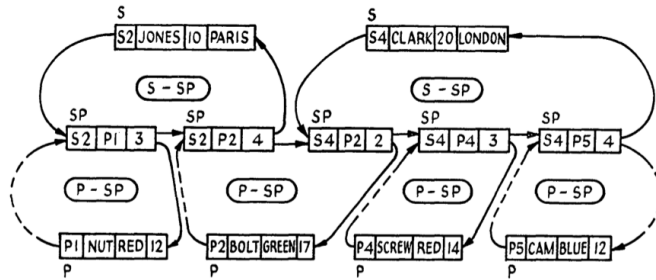 S S
S2 JONES 10 PARIS S4 CLARK 20 LONDON
S - SP S - SP
SP SP SP SP SP
S2 P1 3 S2 P2 4 S4 P2 2 S4 P4 3 S4 P5 4
P - SP P - SP P - SP P - SP
P1 NUT RED 12 P2 BOLT GREEN 17 P4 SCREW RED 14 P5 CAM BLUE 12
P P P P